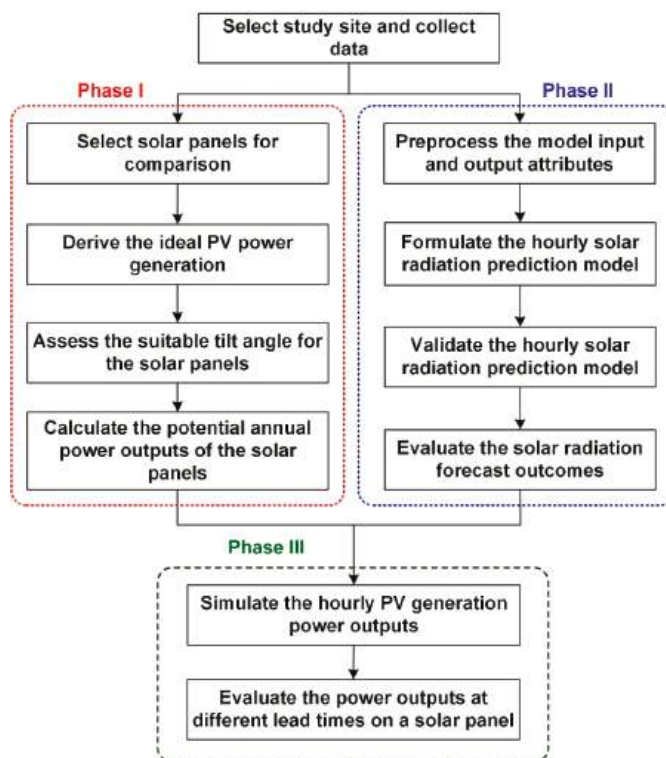 Select study site and collect
data
Phase I
Select solar panels for
comparison
Derive the ideal PV power
generation
Assess the suitable tilt angle for
the solar panels
Calculate the potential annual
power outputs of the solar
panels
Phase II
Preprocess the model input
and output attributes
Formulate the hourly solar
radiation prediction model
Validate the hourly solar
radiation prediction model
Evaluate the solar radiation
forecast outcomes
Phase III
Simulate the hourly PV generation
power outputs
Evaluate the power outputs at
different lead times on a solar panel